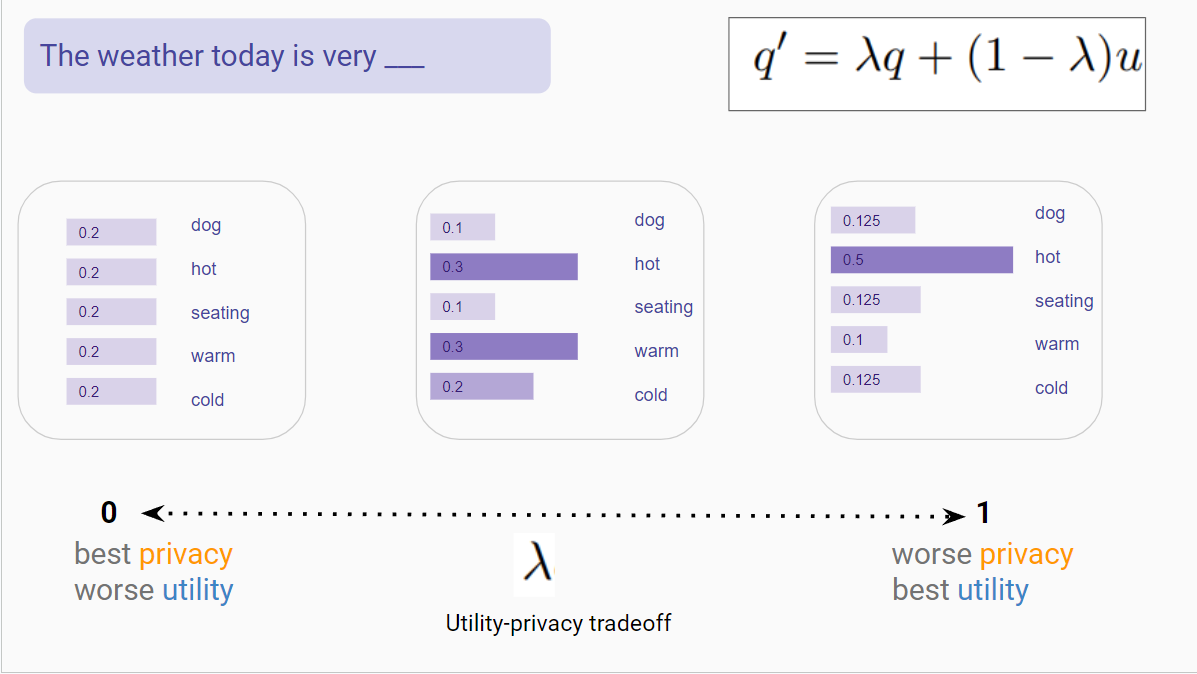 The weather today is very ___
q′ = λq + (1 − λ)u
0.2 dog
0.2 hot
0.2 seating
0.2 warm
0.2 cold
0.1 dog
0.3 hot
0.1 seating
0.3 warm
0.2 cold
0.125 dog
0.5 hot
0.125 seating
0.1 warm
0.125 cold
0
1
best privacy
worse utility
λ
Utility-privacy tradeoff
worse privacy
best utility